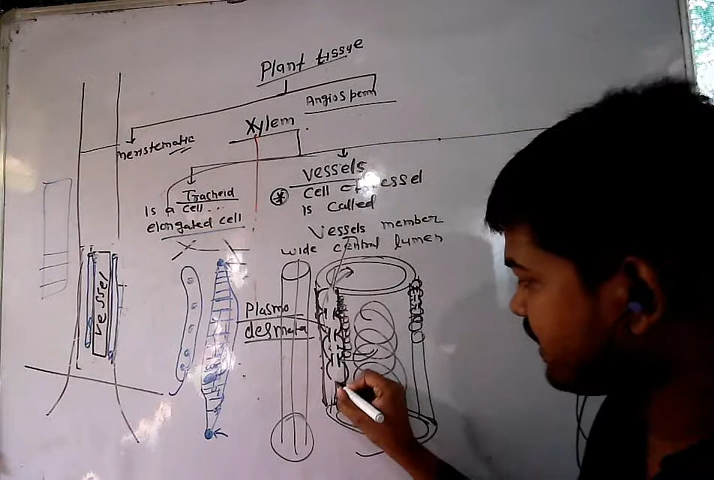 Plant tissue
Angiosperm
meristematic
Xylem
Tracheid
Is a cell...
elongated cell
Vessels
Cell of vessel
is called
Vessels member
wide central lumen
Vessel
Plasmo
desmata